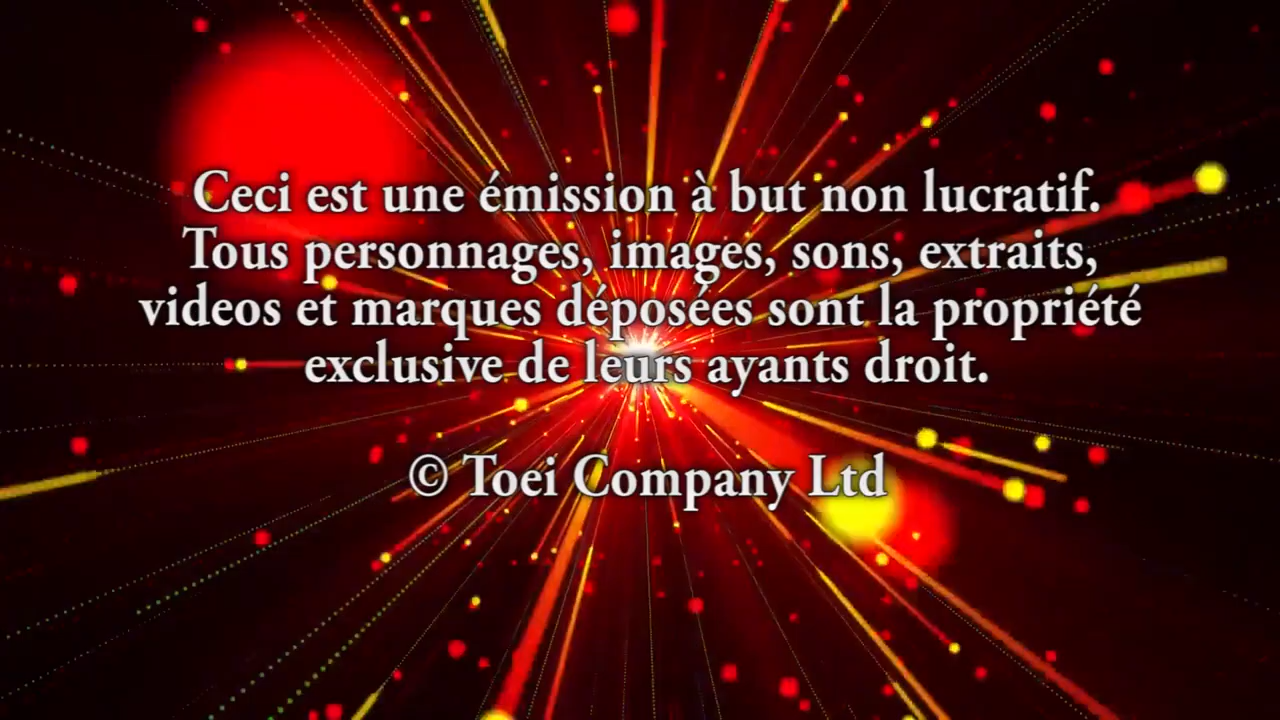 Ceci est une émission à but non lucratif.
Tous personnages, images, sons, extraits,
videos et marques déposées sont la propriété
exclusive de leurs ayants droit.
© Toei Company Ltd